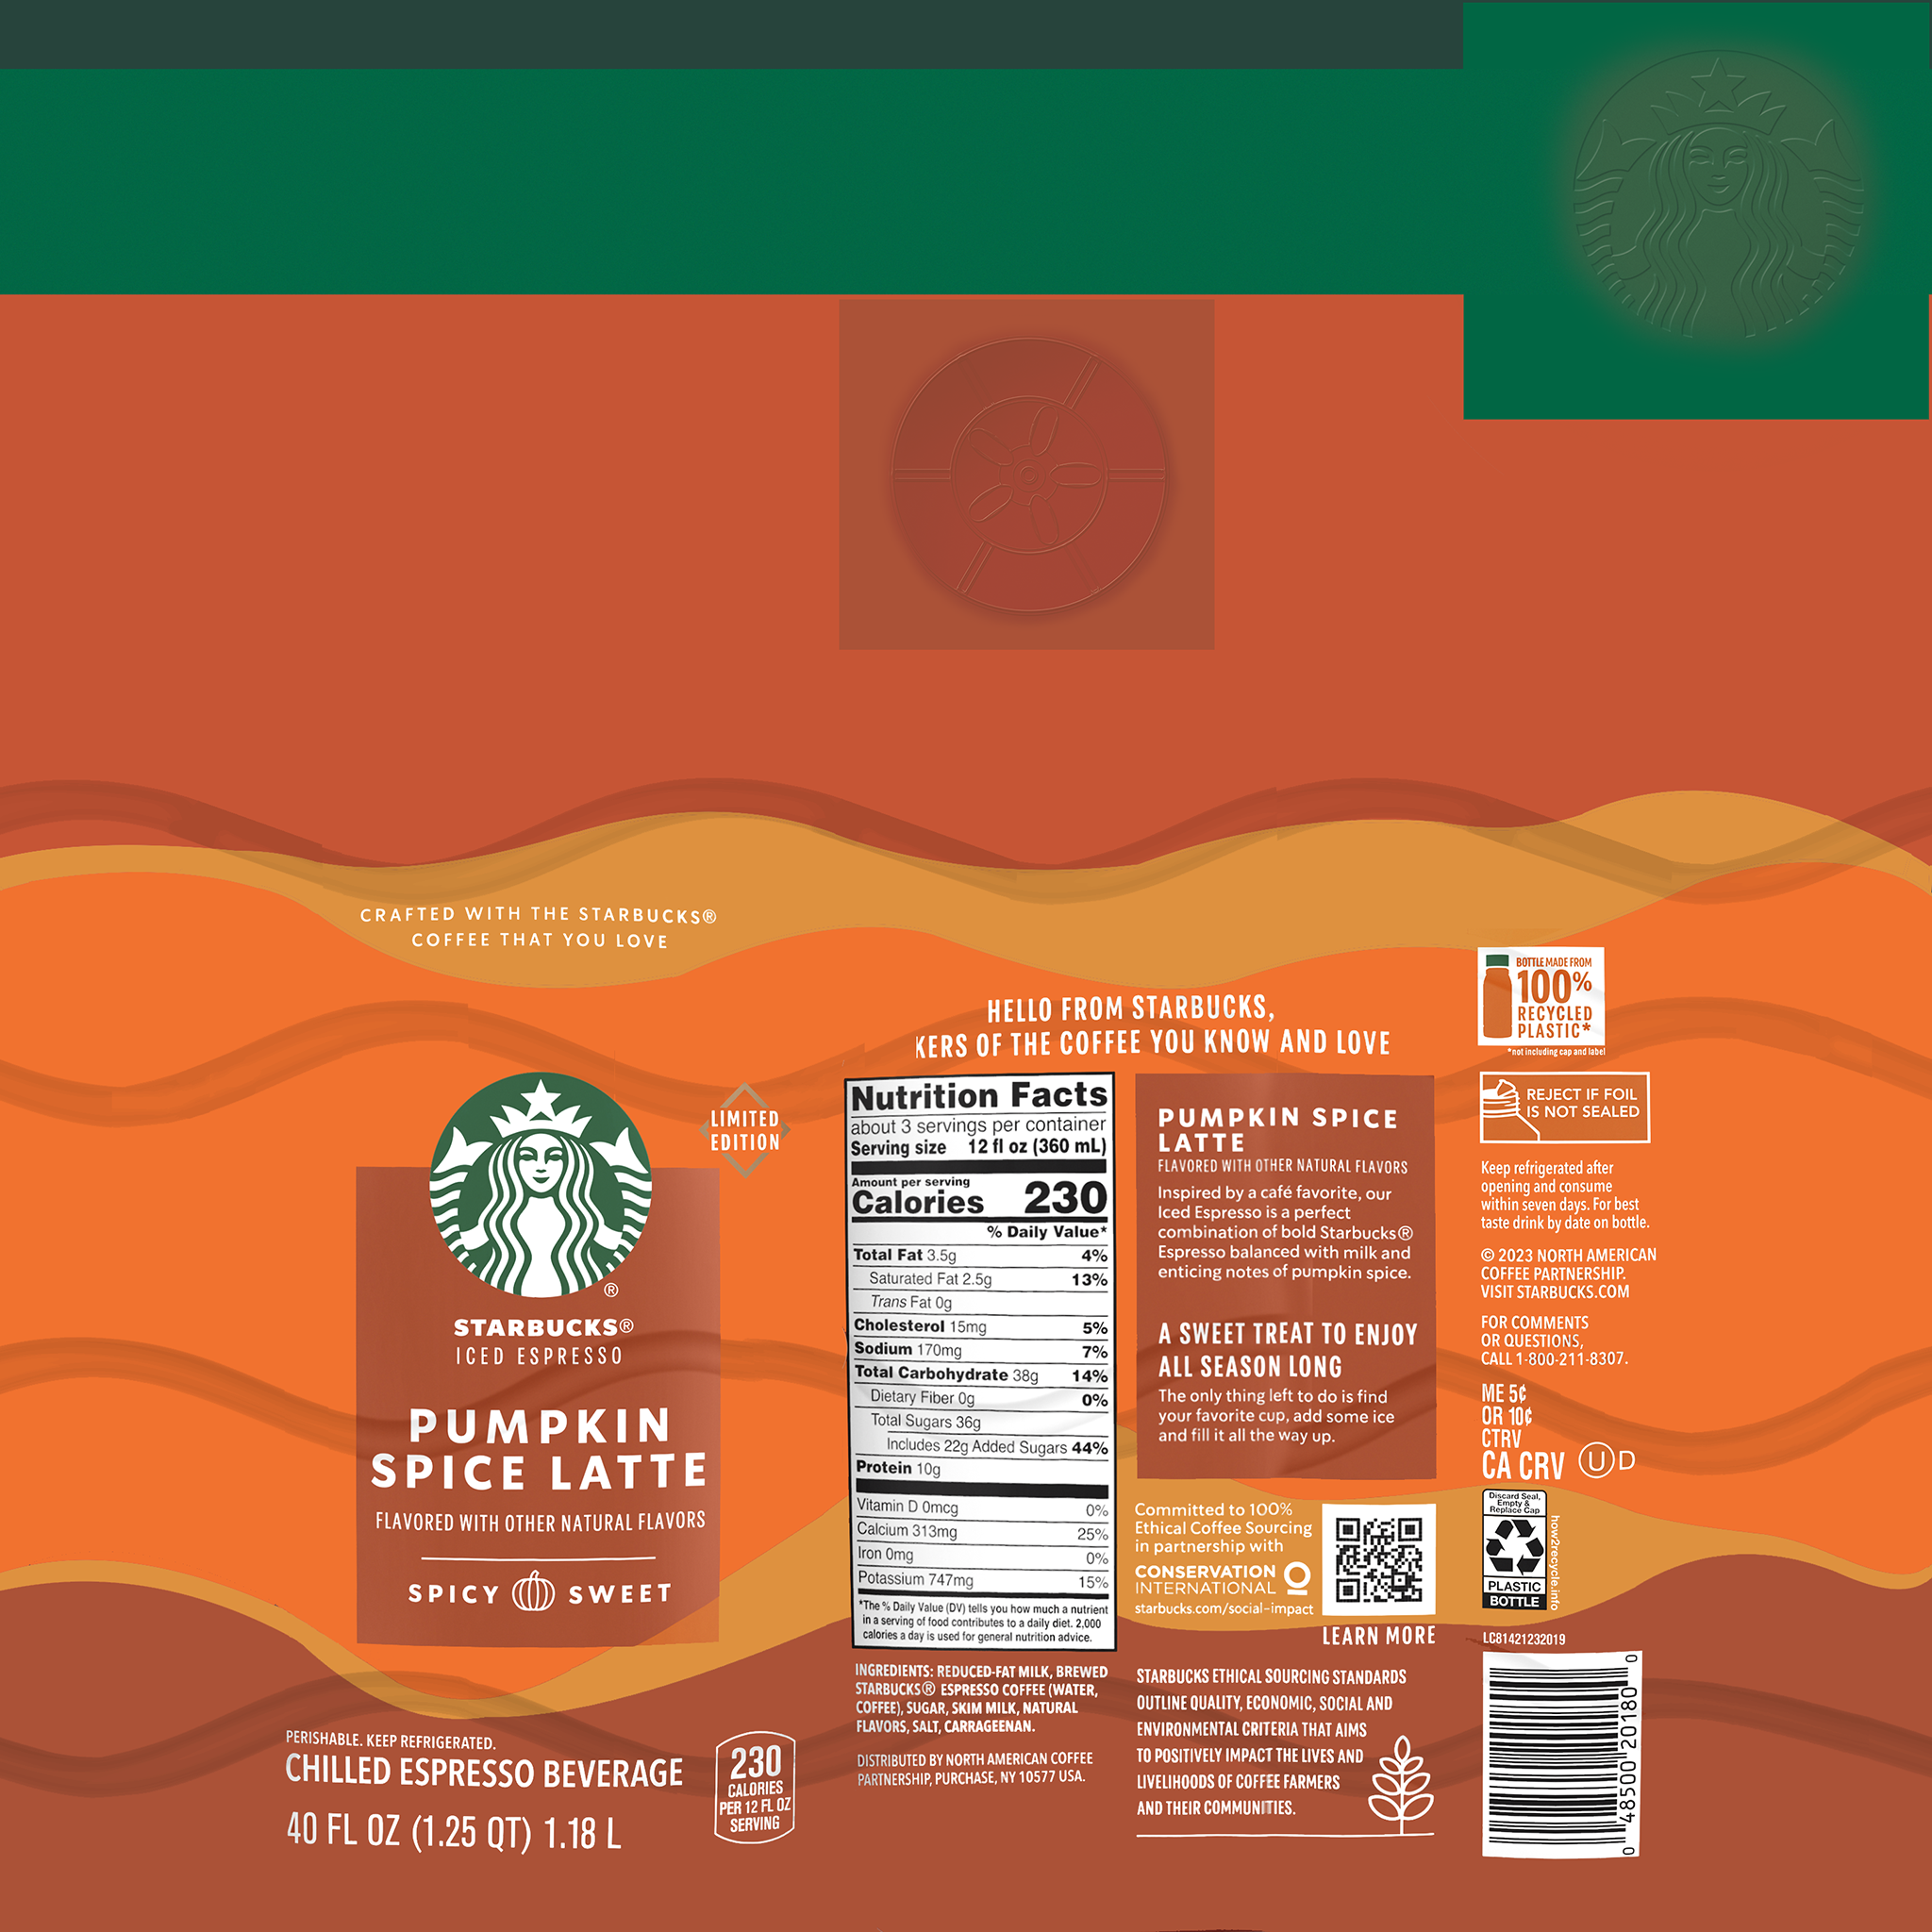 CRAFTED WITH THE STARBUCKS®
COFFEE THAT YOU LOVE
LIMITED
EDITION
®
STARBUCKS®
ICED ESPRESSO
PUMPKIN
SPICE LATTE
FLAVORED WITH OTHER NATURAL FLAVORS
SPICY SWEET
PERISHABLE. KEEP REFRIGERATED.
CHILLED ESPRESSO BEVERAGE
40 FL OZ (1.25 QT) 1.18 L
230
CALORIES
PER 12 FL OZ
SERVING
HELLO FROM STARBUCKS,
KERS OF THE COFFEE YOU KNOW AND LOVE
Nutrition Facts
about 3 servings per container
Serving size 12 fl oz (360 mL)
Amount per serving
Calories 230
% Daily Value*
Total Fat 3.5g 4%
Saturated Fat 2.5g 13%
Trans Fat 0g
Cholesterol 15mg 5%
Sodium 170mg 7%
Total Carbohydrate 38g 14%
Dietary Fiber 0g 0%
Total Sugars 36g
Includes 22g Added Sugars 44%
Protein 10g
Vitamin D 0mcg 0%
Calcium 313mg 25%
Iron 0mg 0%
Potassium 747mg 15%
*The % Daily Value (DV) tells you how much a nutrient
in a serving of food contributes to a daily diet. 2,000
calories a day is used for general nutrition advice.
INGREDIENTS: REDUCED-FAT MILK, BREWED
STARBUCKS® ESPRESSO COFFEE (WATER,
COFFEE), SUGAR, SKIM MILK, NATURAL
FLAVORS, SALT, CARRAGEENAN.
DISTRIBUTED BY NORTH AMERICAN COFFEE
PARTNERSHIP, PURCHASE, NY 10577 USA.
PUMPKIN SPICE
LATTE
FLAVORED WITH OTHER NATURAL FLAVORS
Inspired by a café favorite, our
Iced Espresso is a perfect
combination of bold Starbucks®
Espresso balanced with milk and
enticing notes of pumpkin spice.
A SWEET TREAT TO ENJOY
ALL SEASON LONG
The only thing left to do is find
your favorite cup, add some ice
and fill it all the way up.
Committed to 100%
Ethical Coffee Sourcing
in partnership with
CONSERVATION
INTERNATIONAL
starbucks.com/social-impact
LEARN MORE
STARBUCKS ETHICAL SOURCING STANDARDS
OUTLINE QUALITY, ECONOMIC, SOCIAL AND
ENVIRONMENTAL CRITERIA THAT AIMS
TO POSITIVELY IMPACT THE LIVES AND
LIVELIHOODS OF COFFEE FARMERS
AND THEIR COMMUNITIES.
BOTTLE MADE FROM
100%
RECYCLED
PLASTIC*
*not including cap and label
REJECT IF FOIL
IS NOT SEALED
Keep refrigerated after
opening and consume
within seven days. For best
taste drink by date on bottle.
© 2023 NORTH AMERICAN
COFFEE PARTNERSHIP.
VISIT STARBUCKS.COM
FOR COMMENTS
OR QUESTIONS,
CALL 1-800-211-8307.
ME 5¢
OR 10¢
CTRV
CA CRV U D
Discard Seal,
Empty &
Replace Cap
PLASTIC
BOTTLE
how2recycle.info
LC81421232019
0 48500 20180 0